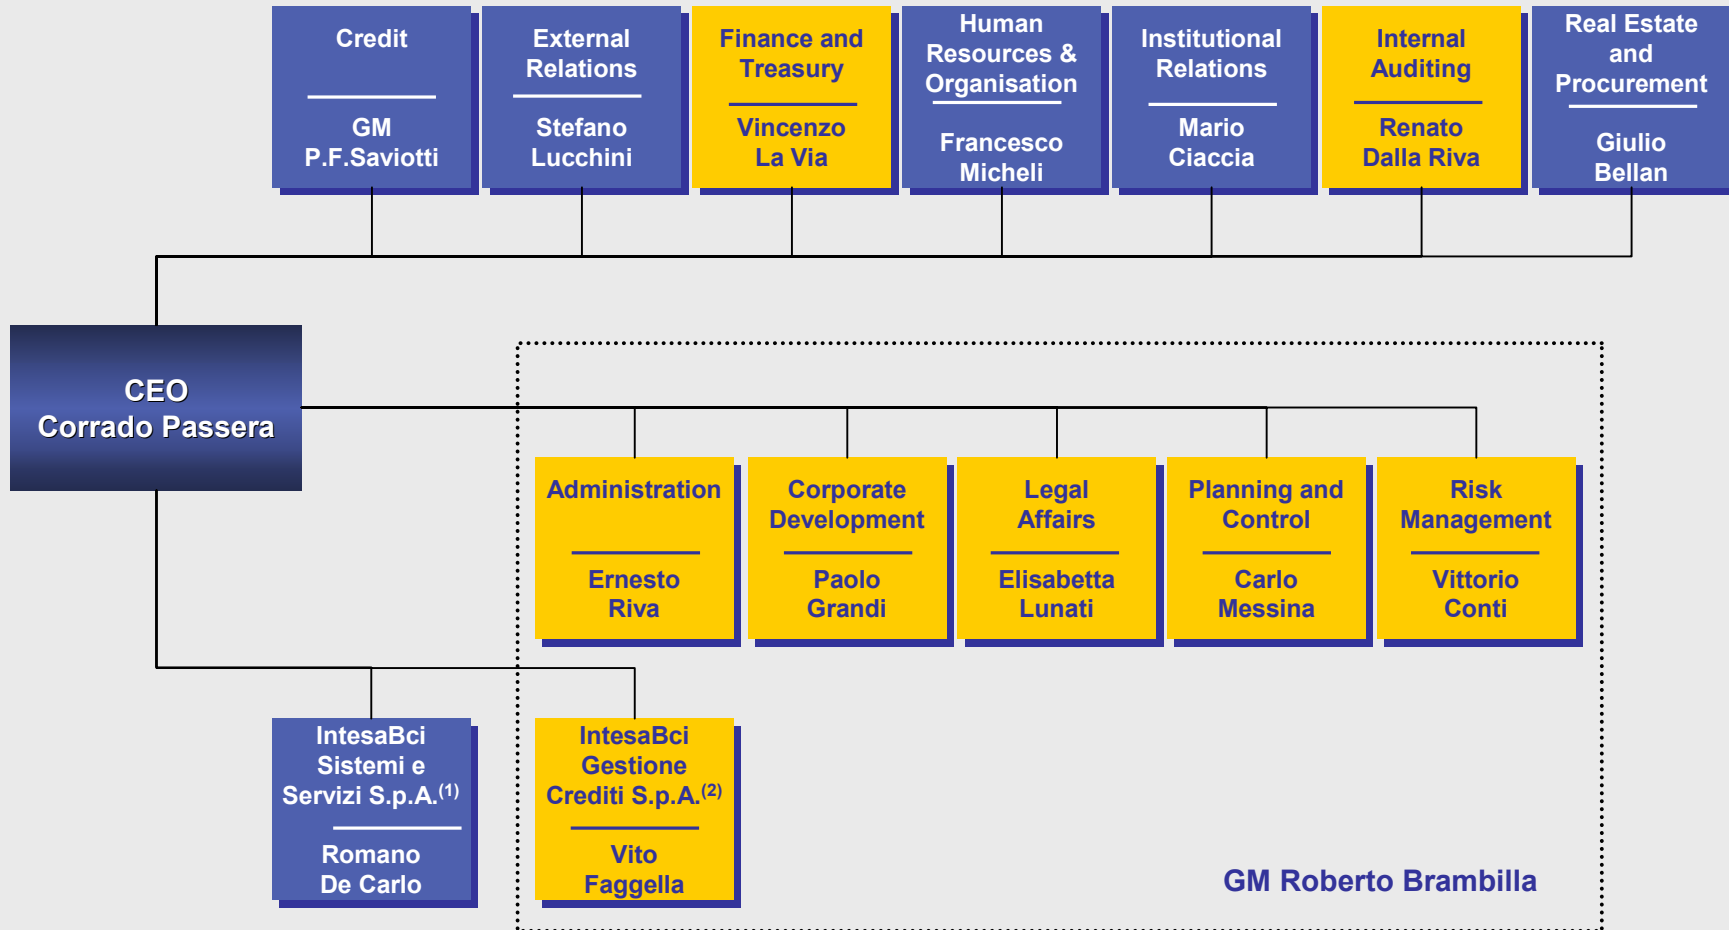 Credit
GM
P.F.Saviotti
External
Relations
Stefano
Lucchini
Finance and
Treasury
Vincenzo
La Via
Human
Resources &
Organisation
Francesco
Micheli
Institutional
Relations
Mario
Ciaccia
Internal
Auditing
Renato
Dalla Riva
Real Estate
and
Procurement
Giulio
Bellan
CEO
Corrado Passera
Administration
Ernesto
Riva
Corporate
Development
Paolo
Grandi
Legal
Affairs
Elisabetta
Lunati
Planning and
Control
Carlo
Messina
Risk
Management
Vittorio
Conti
IntesaBci
Sistemi e
Servizi S.p.A.(1)
Romano
De Carlo
IntesaBci
Gestione
Crediti S.p.A.(2)
Vito
Faggella
GM Roberto Brambilla